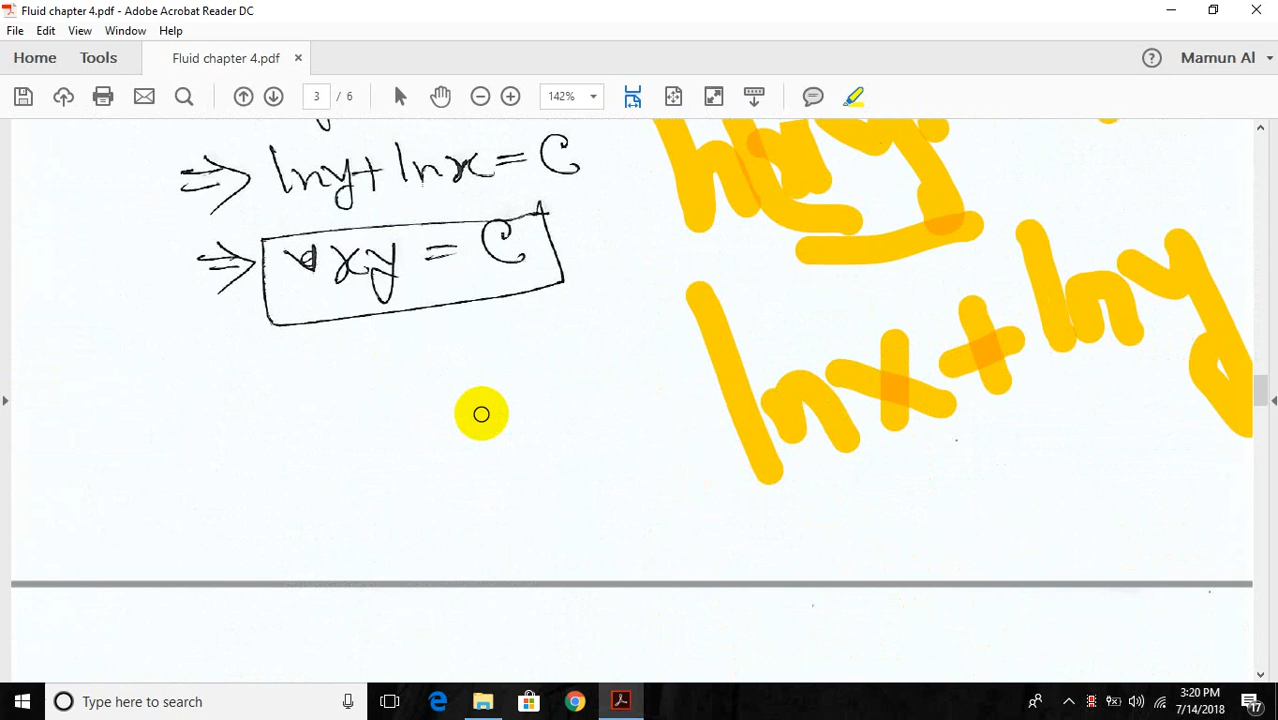 Fluid chapter 4.pdf - Adobe Acrobat Reader DC
File Edit View Window Help
Home Tools Fluid chapter 4.pdf × Mamun Al
3 / 6 142%
⇒ lny + lnx = C
⇒ xy = C
lnx + lny
Type here to search
3:20 PM
7/14/2018
17